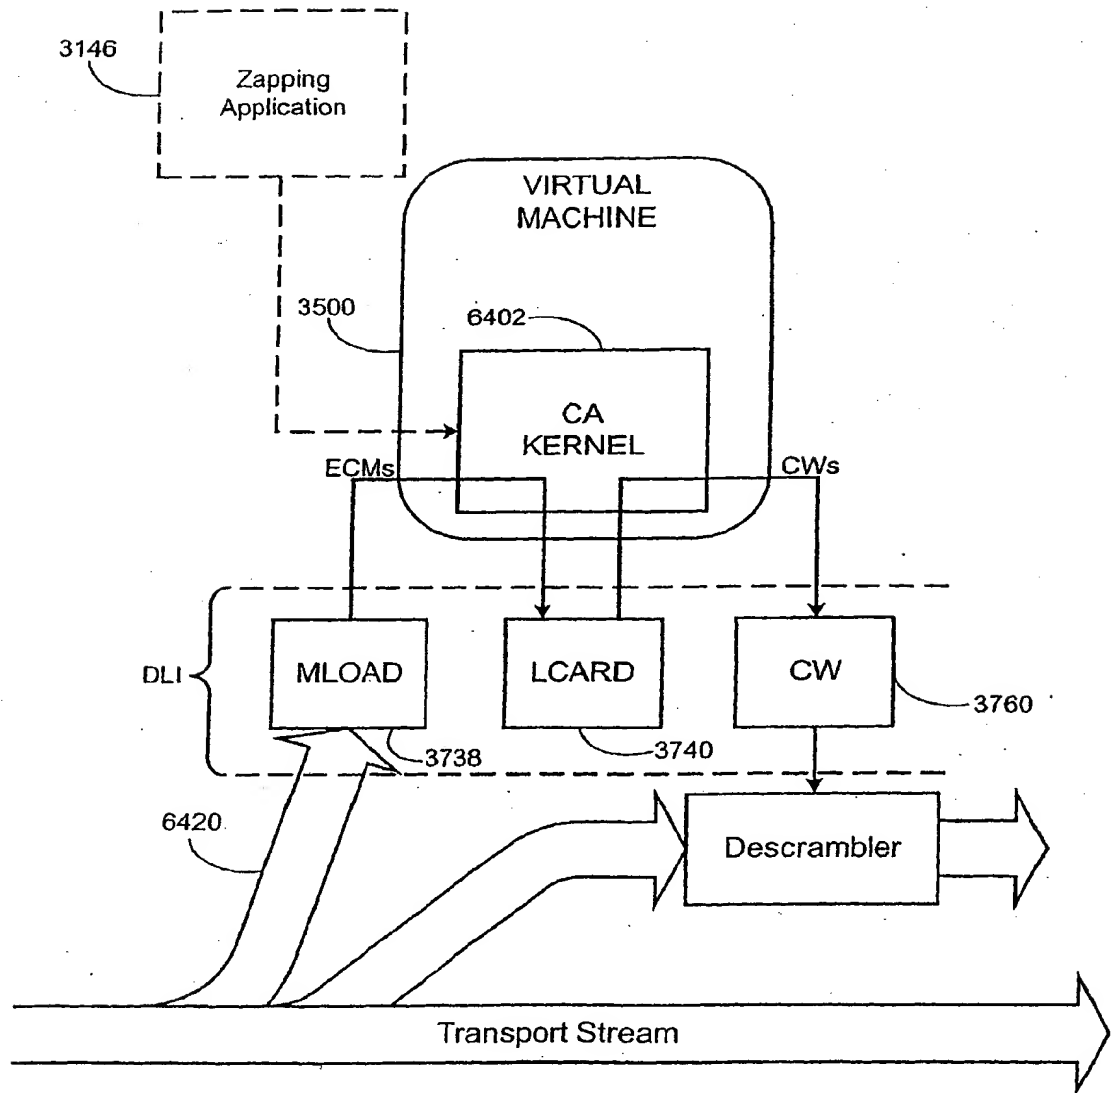 3146
Zapping
Application
VIRTUAL
MACHINE
3500
6402
CA
KERNEL
ECMs
CWs
DLI
MLOAD
LCARD
CW
3760
3738
3740
6420
Descrambler
Transport Stream